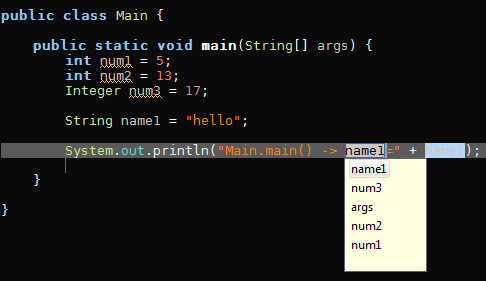 public class Main {
public static void main(String[] args) {
int num1 = 5;
int num2 = 13;
Integer num3 = 17;
String name1 = "hello";
System.out.println("Main.main() -> name1=" + name1);
name1
num3
args
num2
num1
}
}